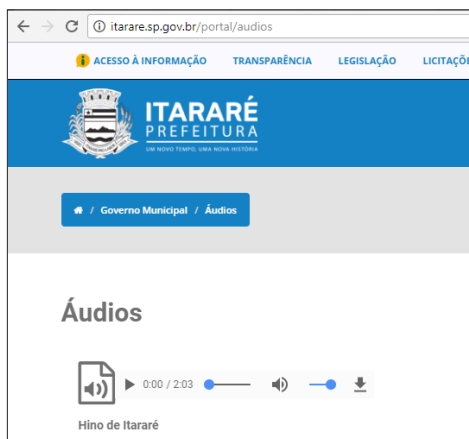 itarare.sp.gov.br/portal/audios
ACESSO À INFORMAÇÃO TRANSPARÊNCIA LEGISLAÇÃO LICITAÇÕE
ITARARÉ
PREFEITURA
UM NOVO TEMPO, UMA NOVA HISTÓRIA
/ Governo Municipal / Áudios
Áudios
0:00 / 2:03
Hino de Itararé